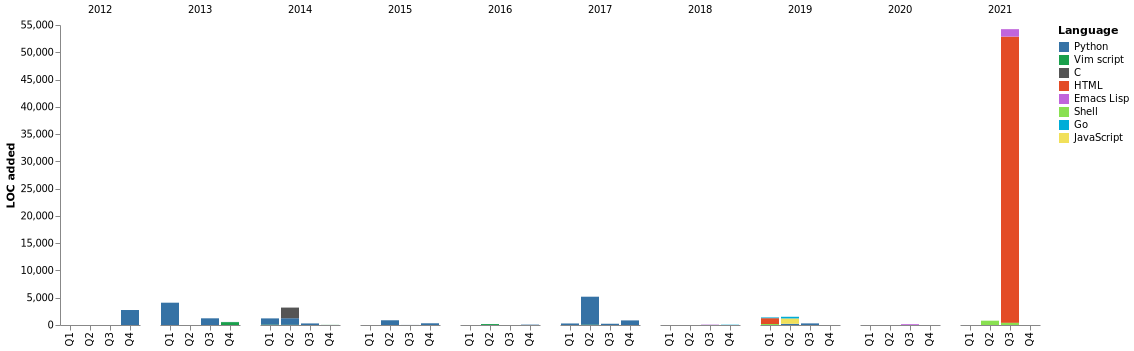 2012 2013 2014 2015 2016 2017 2018 2019 2020 2021
LOC added
55,000
50,000
45,000
40,000
35,000
30,000
25,000
20,000
15,000
10,000
5,000
0
Q1 Q2 Q3 Q4 Q1 Q2 Q3 Q4 Q1 Q2 Q3 Q4 Q1 Q2 Q3 Q4 Q1 Q2 Q3 Q4 Q1 Q2 Q3 Q4 Q1 Q2 Q3 Q4 Q1 Q2 Q3 Q4 Q1 Q2 Q3 Q4 Q1 Q2 Q3 Q4
Language
Python
Vim script
C
HTML
Emacs Lisp
Shell
Go
JavaScript